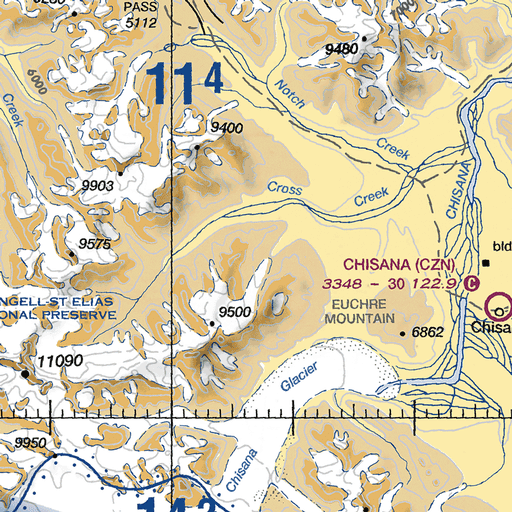 PASS
5112
7000
9480
6000
11⁴
Notch
Creek
9400
Creek
9903
Cross
Creek
CHISANA
9575
bld
CHISANA (CZN)
3348 - 30 122.9 C
NGELL-ST ELIAS
ONAL PRESERVE
9500
EUCHRE
MOUNTAIN
6862
Chisa
11090
Glacier
9950
Chisana